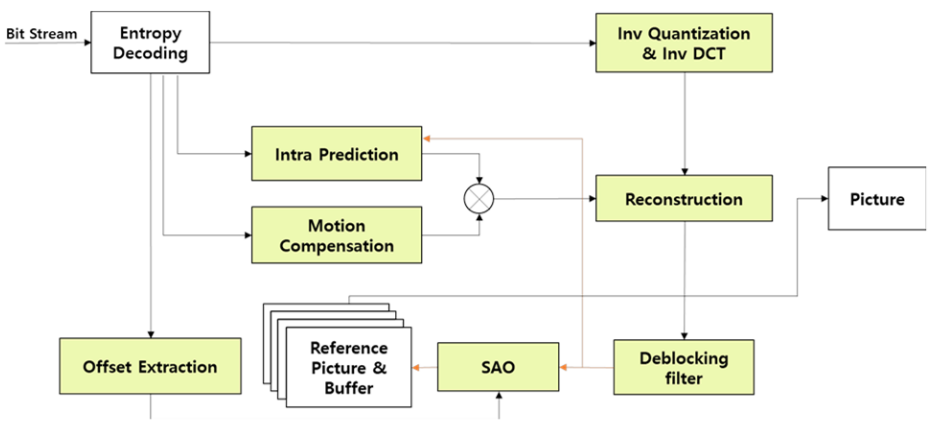 Bit Stream
Entropy
Decoding
Inv Quantization
& Inv DCT
Intra Prediction
Motion
Compensation
Reconstruction
Picture
Offset Extraction
Reference
Picture &
Buffer
SAO
Deblocking
filter